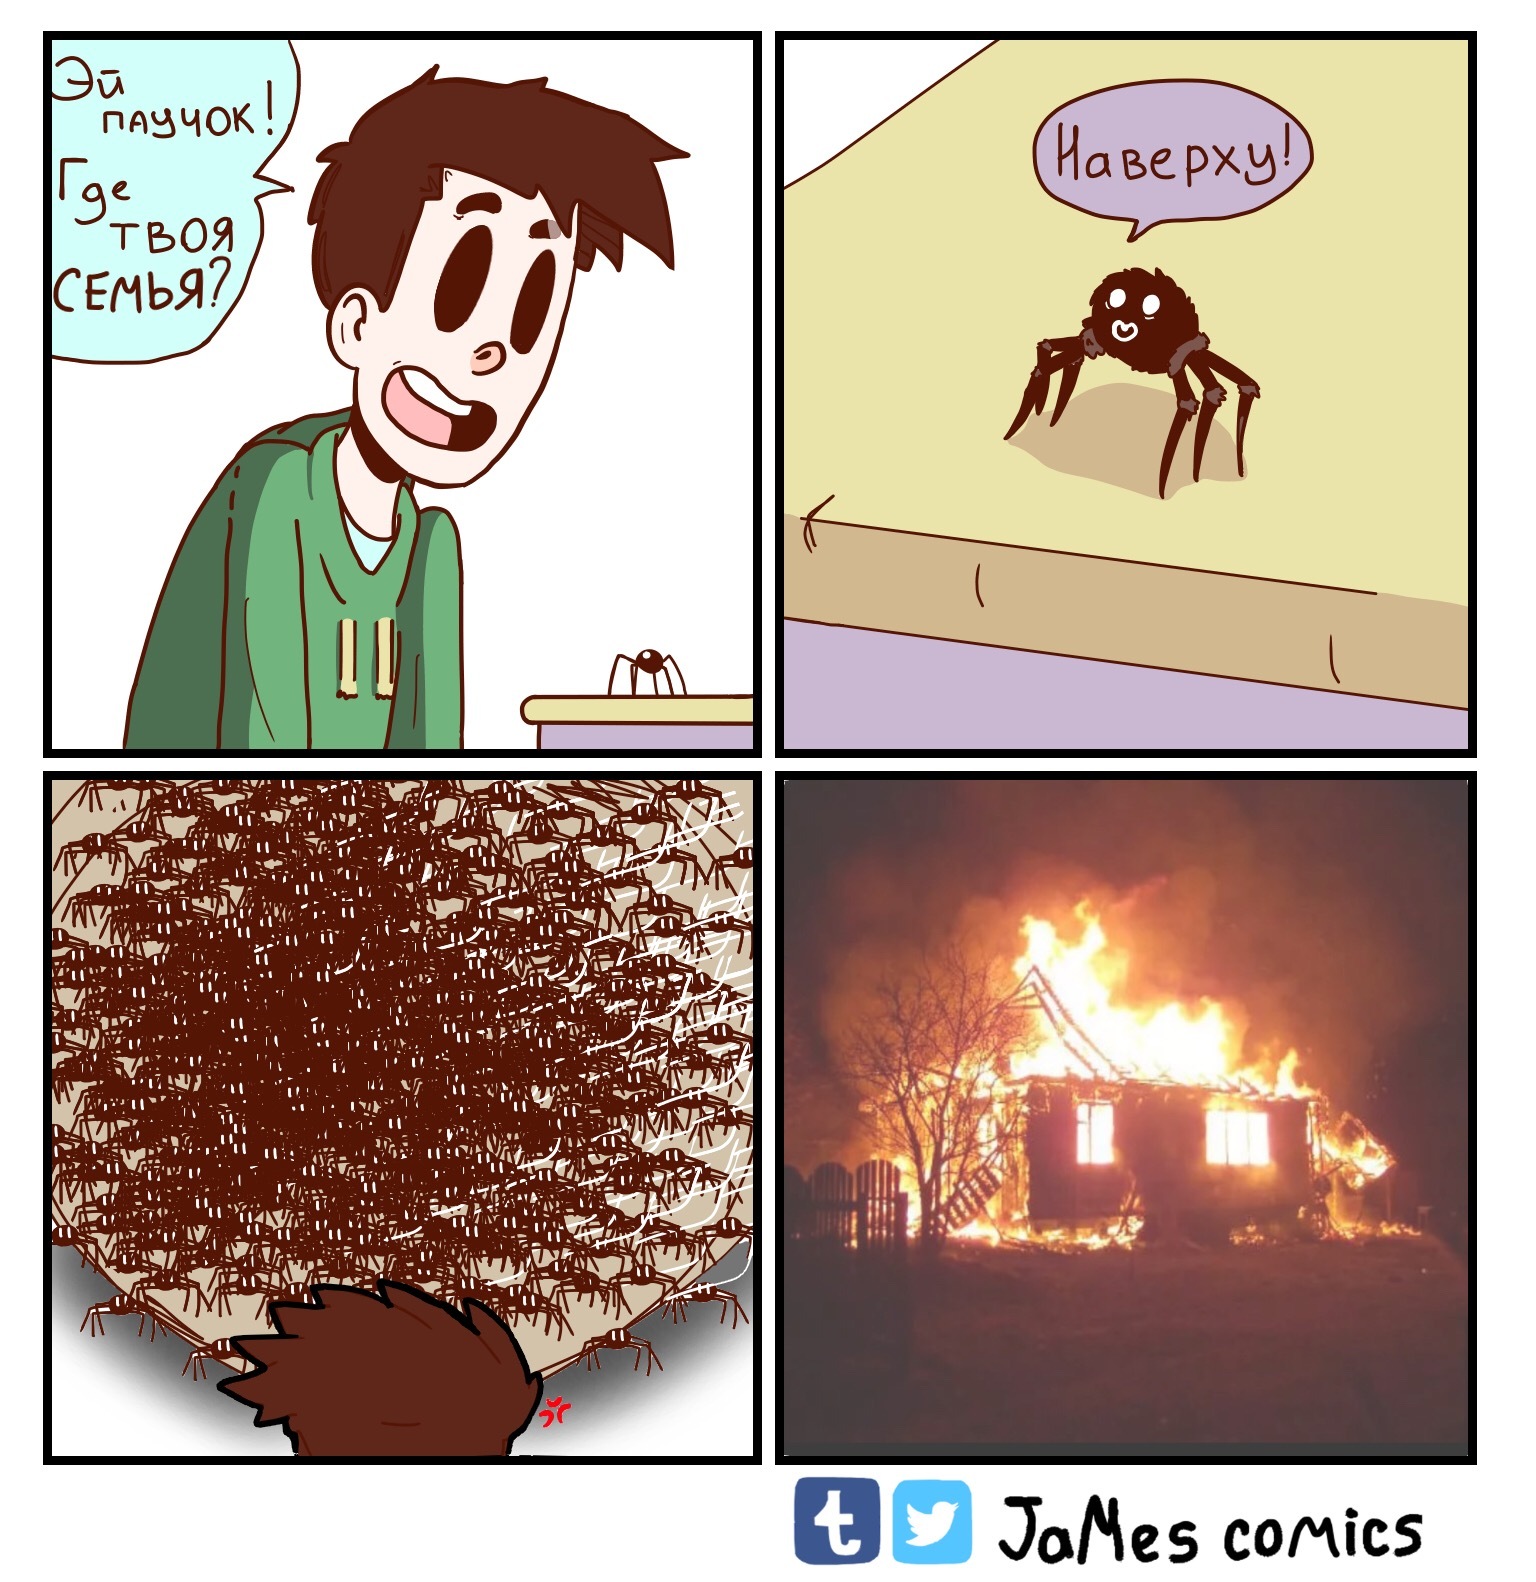 Эй
паучок!
Где
твоя
СЕМЬЯ?
Наверху!
t
JaMes comics